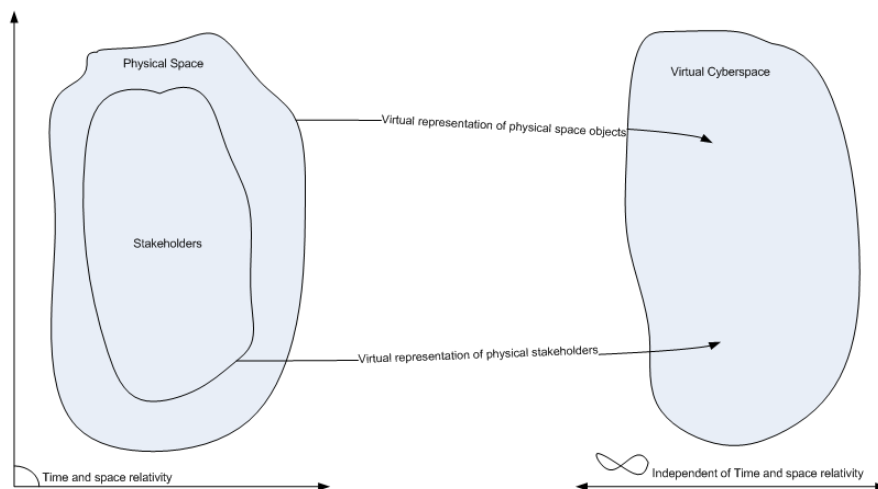 Physical Space
Virtual Cyberspace
Virtual representation of physical space objects
Stakeholders
Virtual representation of physical stakeholders
Time and space relativity
Independent of Time and space relativity